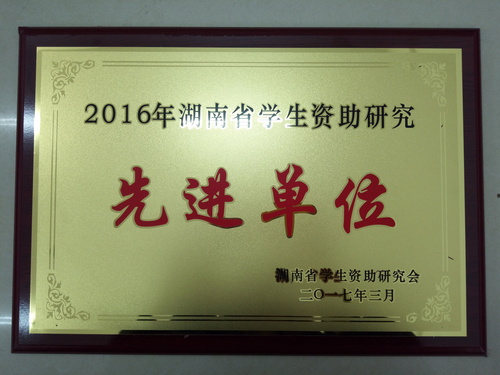 2016年湖南省学生资助研究
先进单位
湖南省学生资助研究会
二〇一七年三月